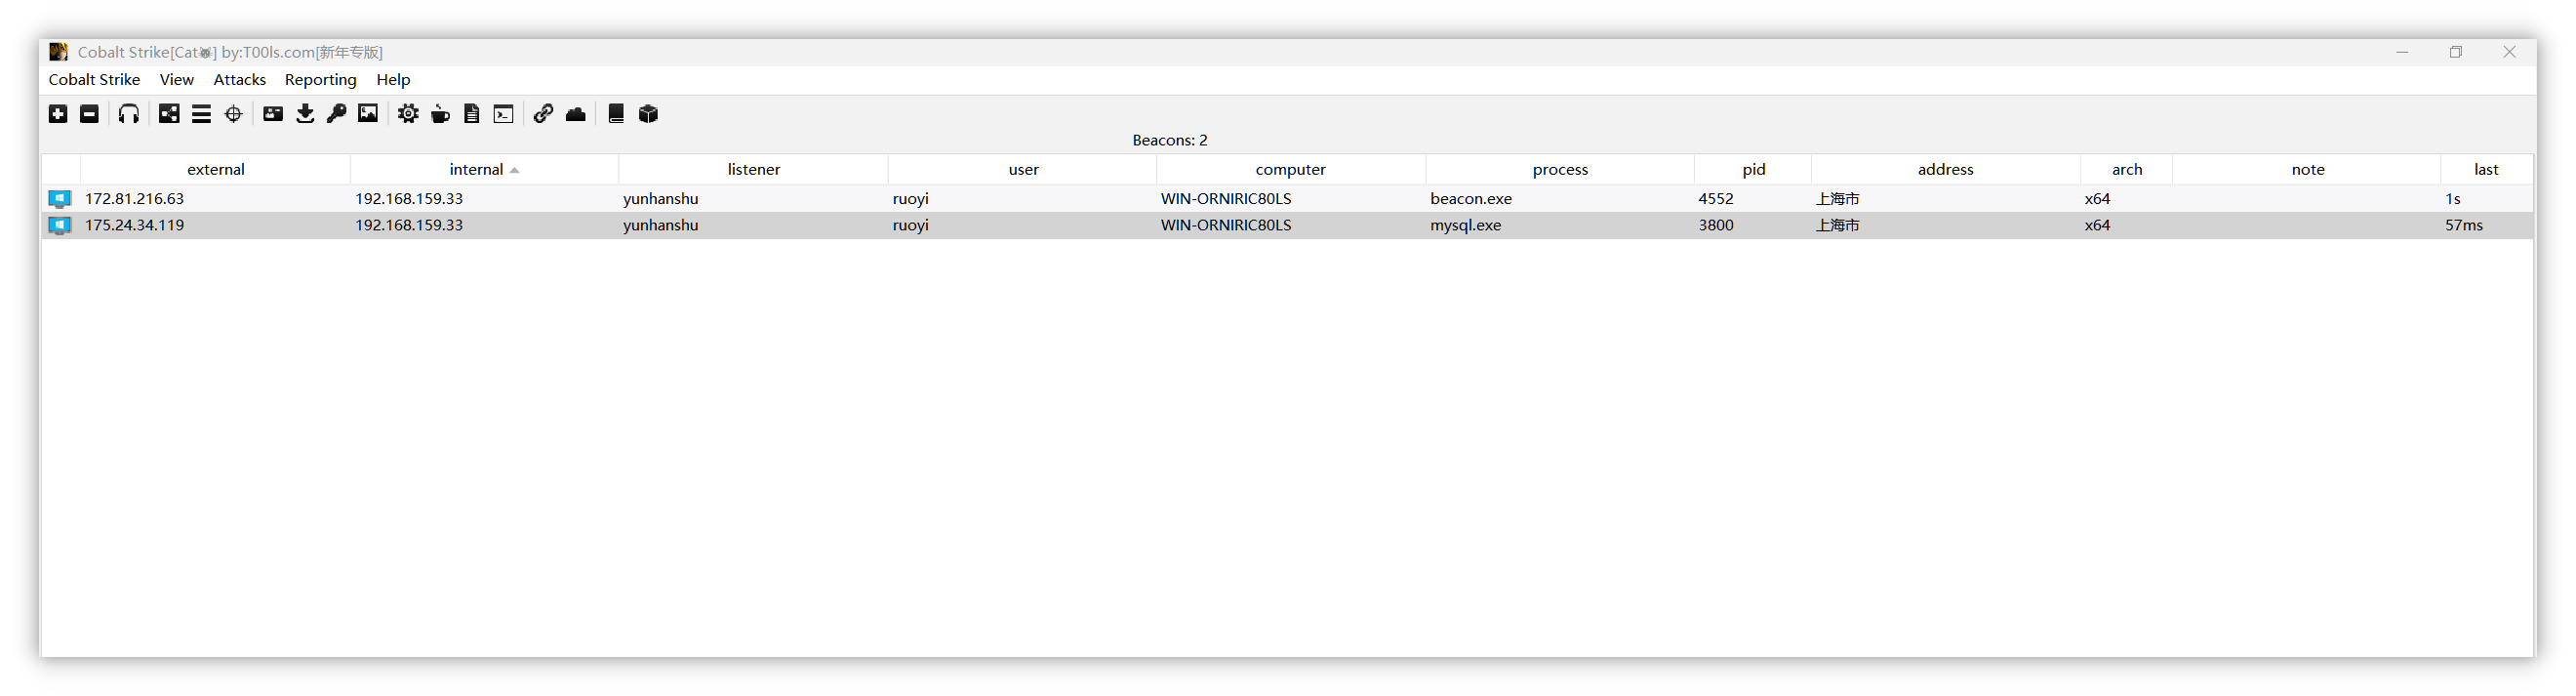 Cobalt Strike[Cat🐱] by:T00ls.com[新年专版]
Cobalt Strike View Attacks Reporting Help
Beacons: 2
external internal listener user computer process pid address arch note last
172.81.216.63 192.168.159.33 yunhanshu ruoyi WIN-ORNIRIC80LS beacon.exe 4552 上海市 x64 1s
175.24.34.119 192.168.159.33 yunhanshu ruoyi WIN-ORNIRIC80LS mysql.exe 3800 上海市 x64 57ms